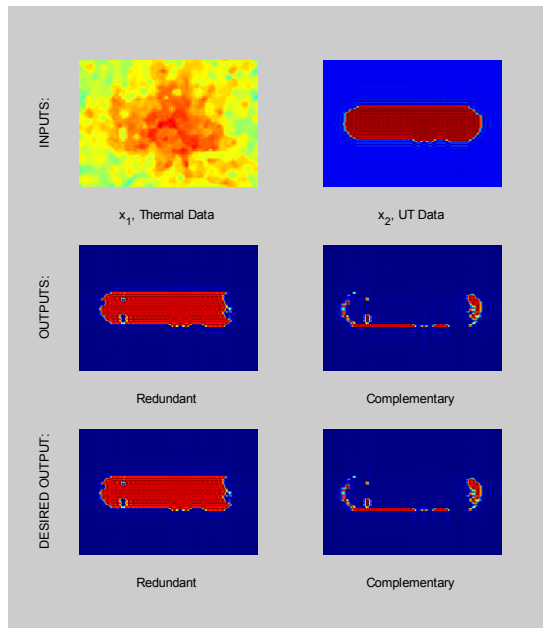 INPUTS:
x1, Thermal Data
x2, UT Data
OUTPUTS:
Redundant
Complementary
DESIRED OUTPUT:
Redundant
Complementary